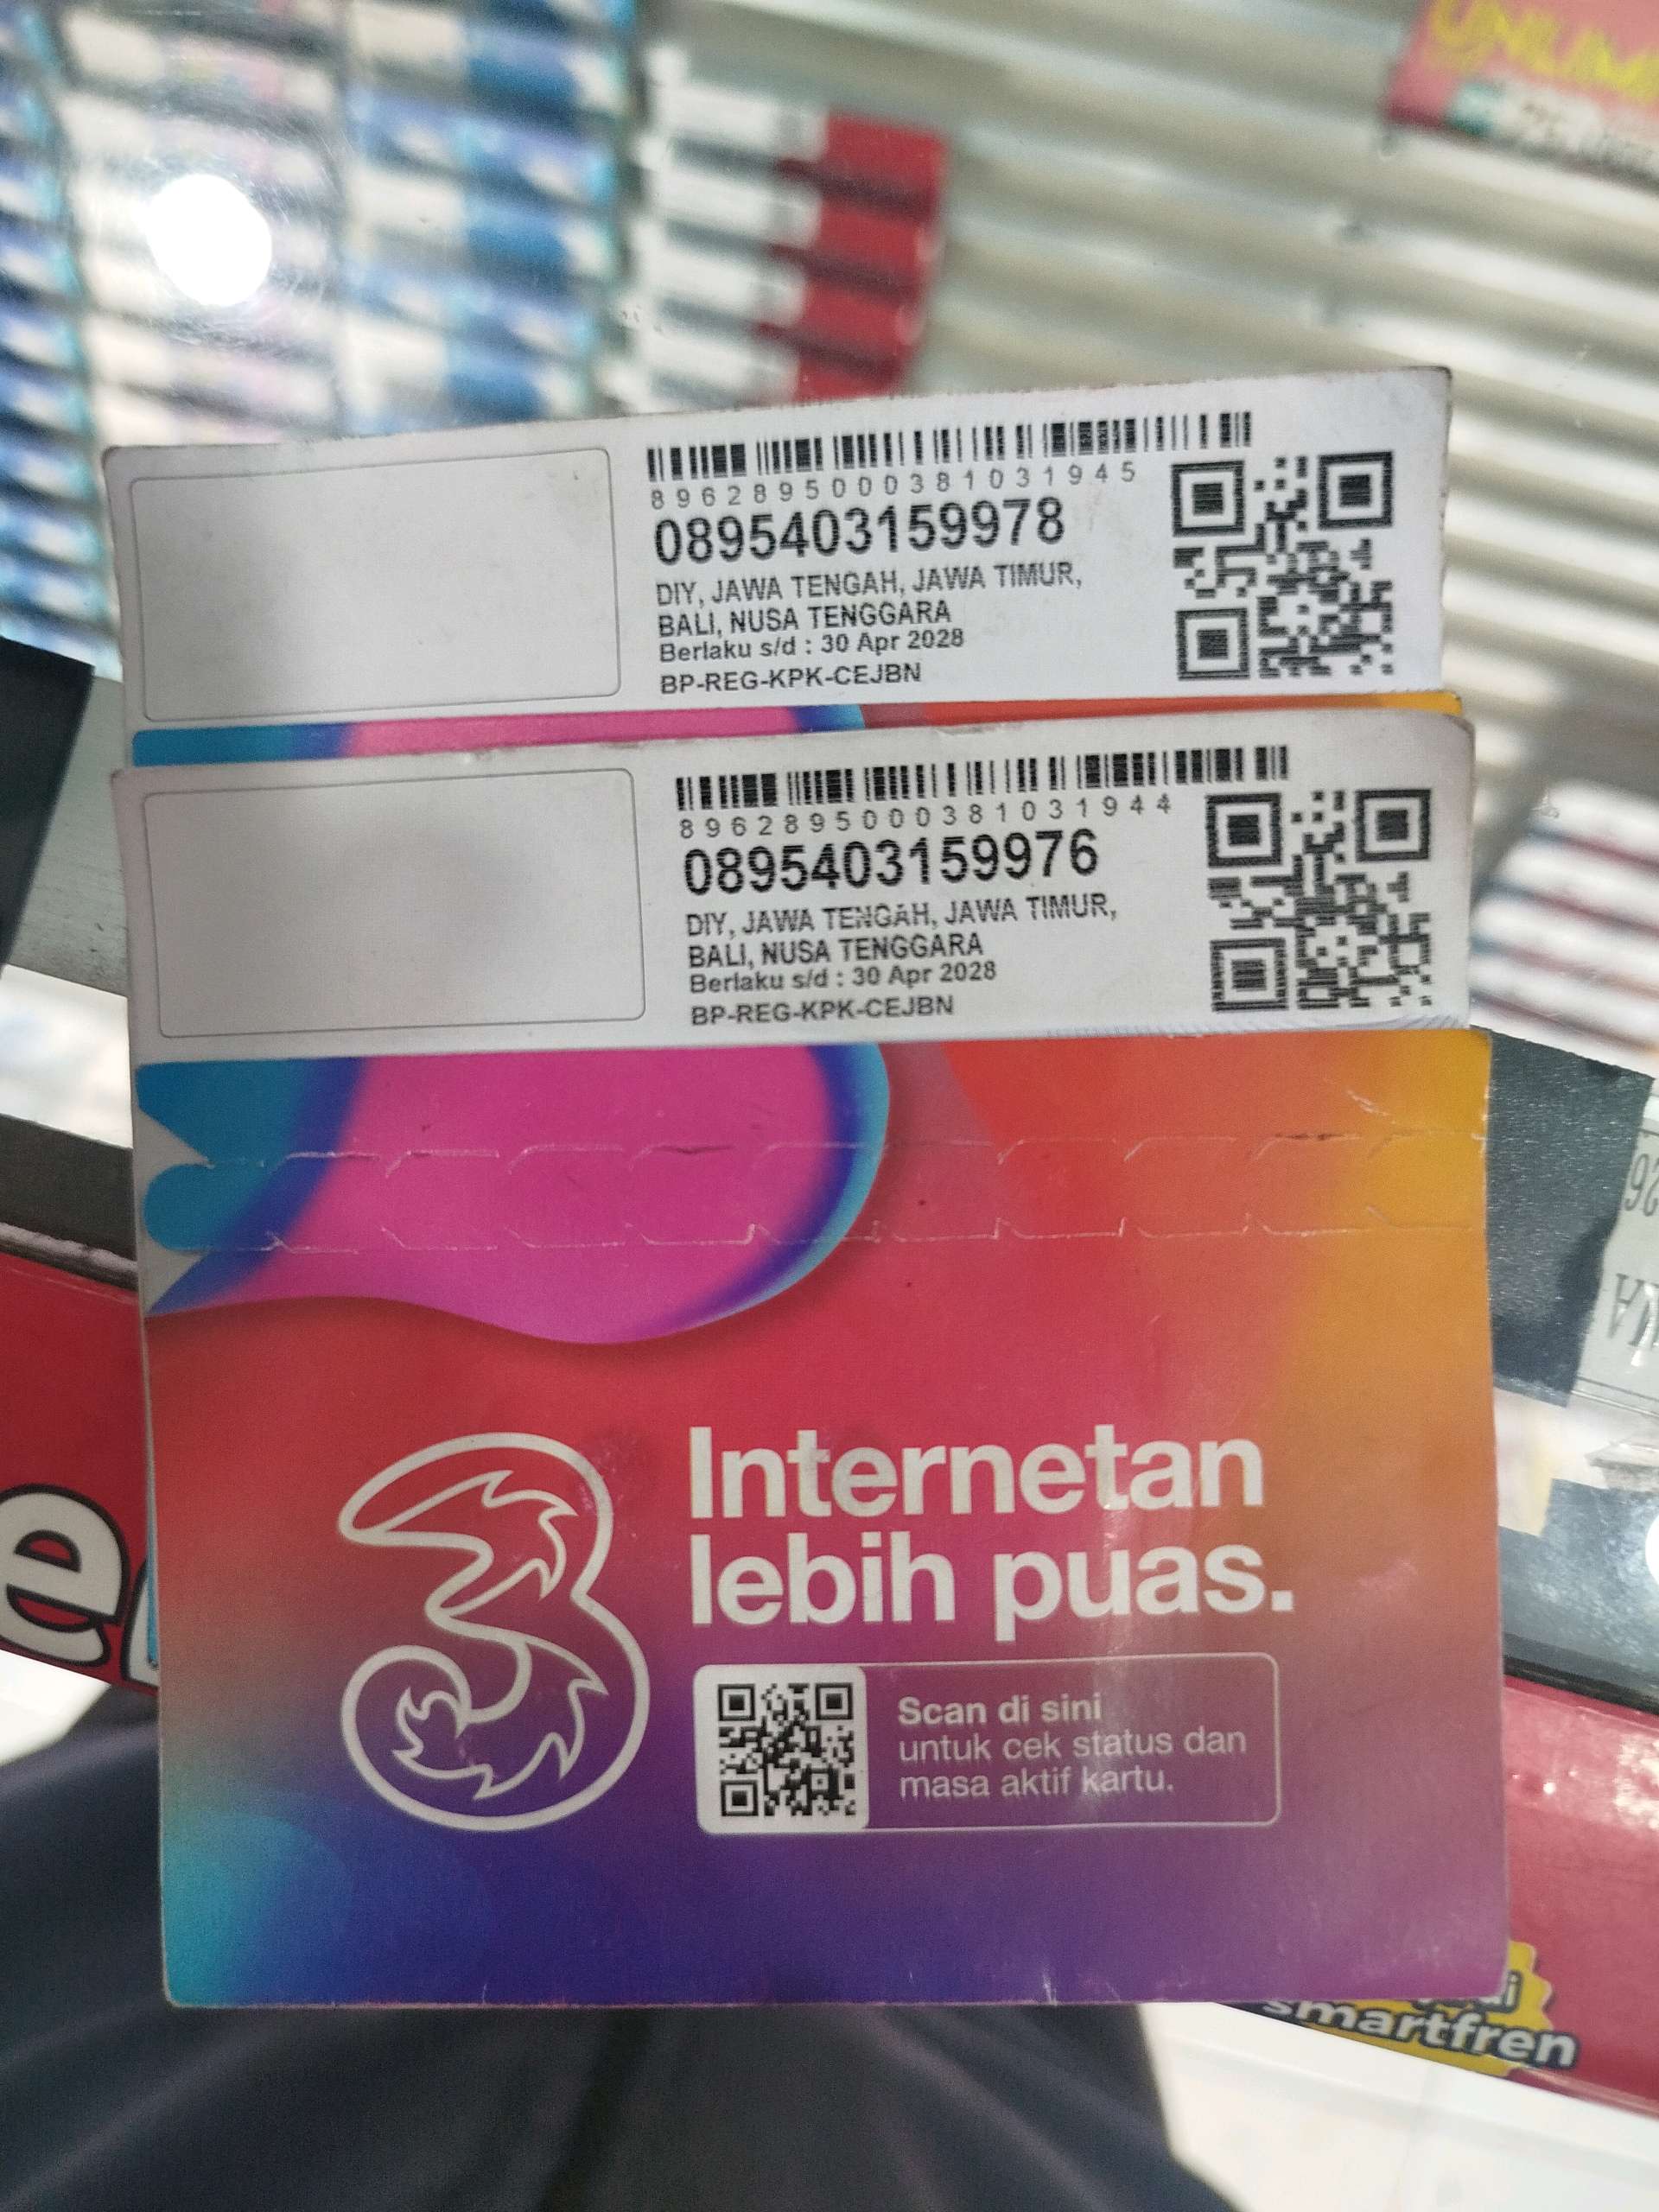 UNLIMI
8962895000381031945
0895403159978
DIY, JAWA TENGAH, JAWA TIMUR,
BALI, NUSA TENGGARA
Berlaku s/d : 30 Apr 2028
BP-REG-KPK-CEJBN
8962895000381031944
0895403159976
DIY, JAWA TENGAH, JAWA TIMUR,
BALI, NUSA TENGGARA
Berlaku s/d : 30 Apr 2028
BP-REG-KPK-CEJBN
3
Internetan
lebih puas.
Scan di sini
untuk cek status dan
masa aktif kartu.
smartfren